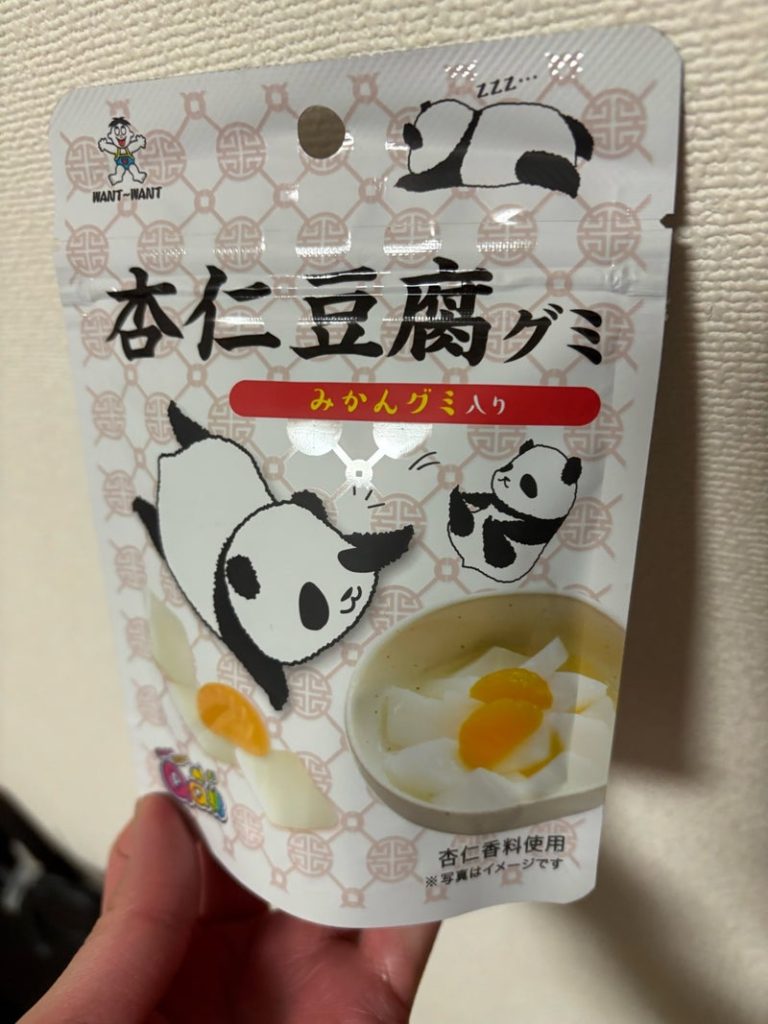 zzz...
WANT-WANT
杏仁豆腐グミ
みかんグミ入り
杏仁香料使用
※写真はイメージです